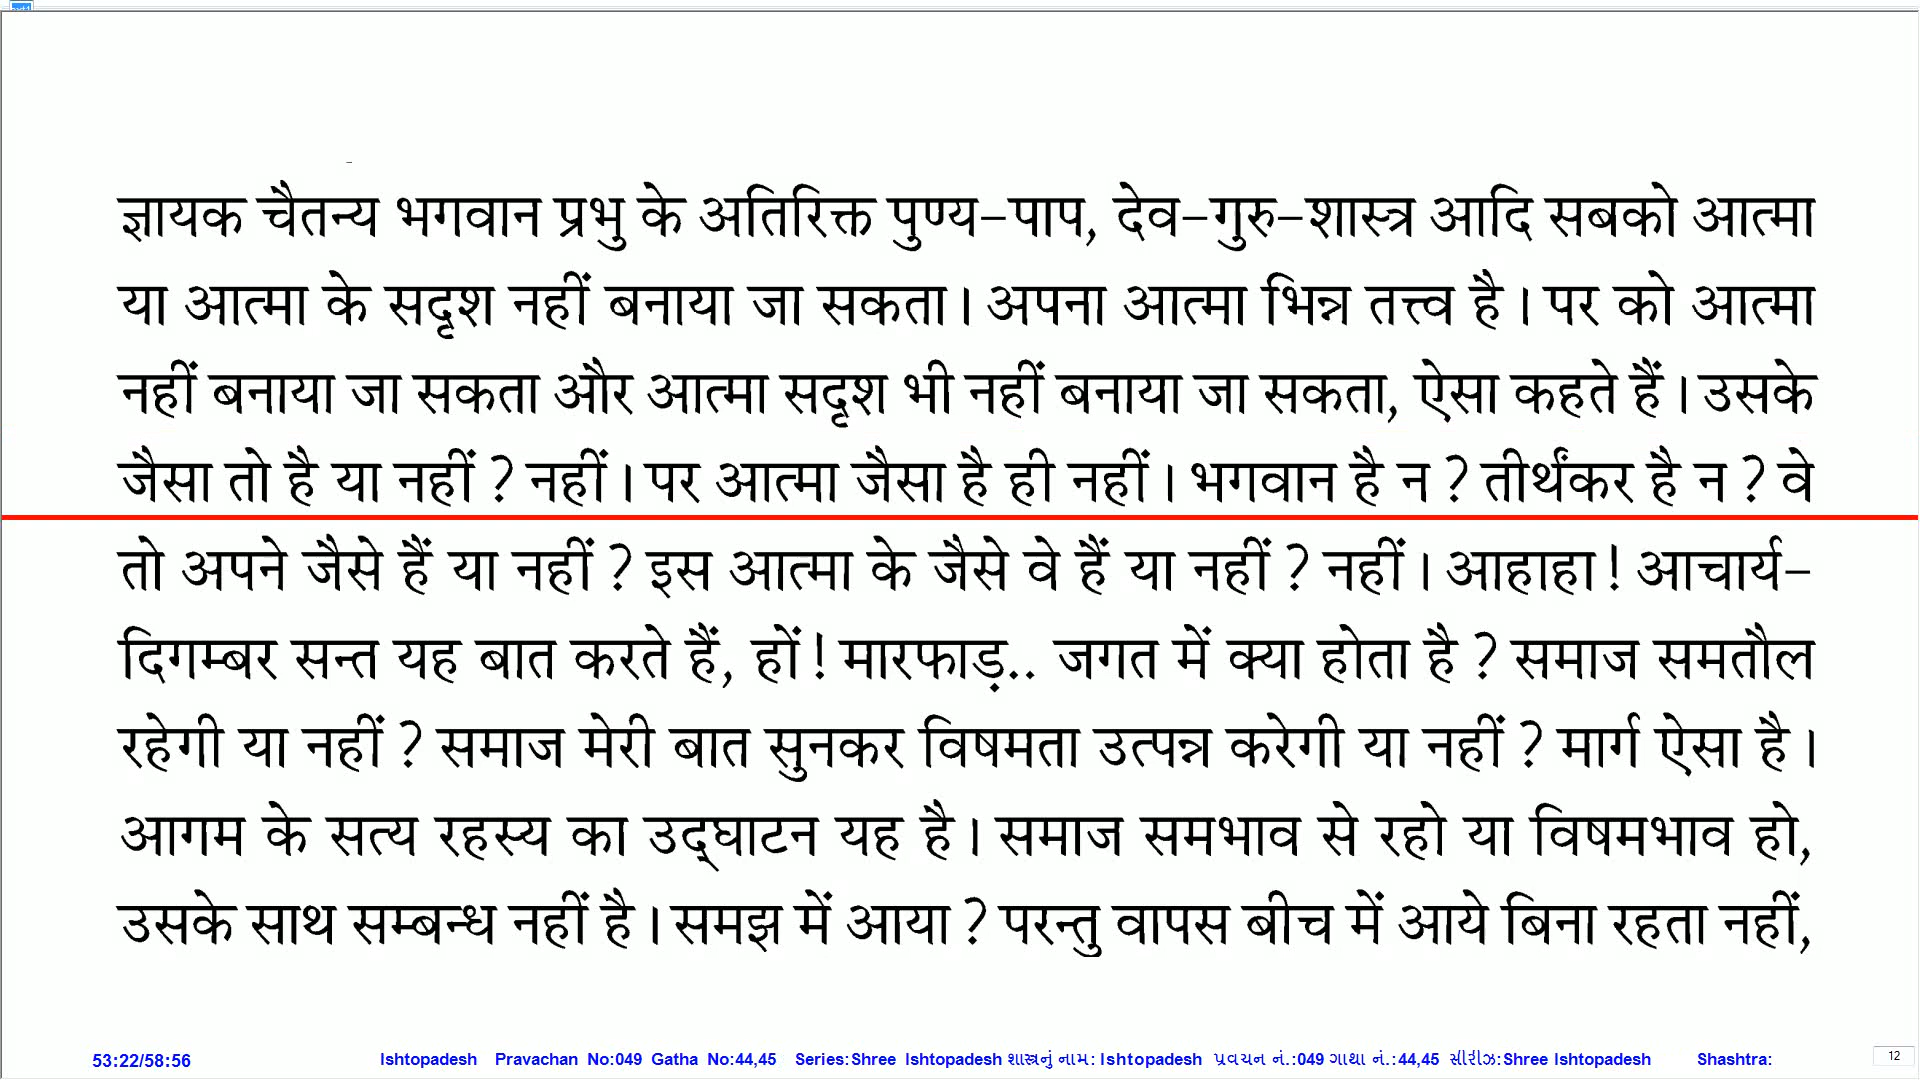 ज्ञायक चैतन्य भगवान प्रभु के अतिरिक्त पुण्य-पाप, देव-गुरु-शास्त्र आदि सबको आत्मा
या आत्मा के सदृश नहीं बनाया जा सकता। अपना आत्मा भिन्न तत्त्व है। पर को आत्मा
नहीं बनाया जा सकता और आत्मा सदृश भी नहीं बनाया जा सकता, ऐसा कहते हैं। उसके
जैसा तो है या नहीं ? नहीं। पर आत्मा जैसा है ही नहीं। भगवान है न ? तीर्थंकर है न ? वे
तो अपने जैसे हैं या नहीं ? इस आत्मा के जैसे वे हैं या नहीं ? नहीं। आहाहा! आचार्य-
दिगम्बर सन्त यह बात करते हैं, हों! मारफाड़.. जगत में क्या होता है ? समाज समतौल
रहेगी या नहीं ? समाज मेरी बात सुनकर विषमता उत्पन्न करेगी या नहीं ? मार्ग ऐसा है।
आगम के सत्य रहस्य का उद्‌घाटन यह है। समाज समभाव से रहो या विषमभाव हो,
उसके साथ सम्बन्ध नहीं है। समझ में आया ? परन्तु वापस बीच में आये बिना रहता नहीं,
53:22/58:56 Ishtopadesh Pravachan No:049 Gatha No:44,45 Series:Shree Ishtopadesh શાસ્ત્રનું નામ: Ishtopadesh પ્રવચન નં.:049 ગાથા નં.:44,45 સીરીઝ:Shree Ishtopadesh Shashtra: 12